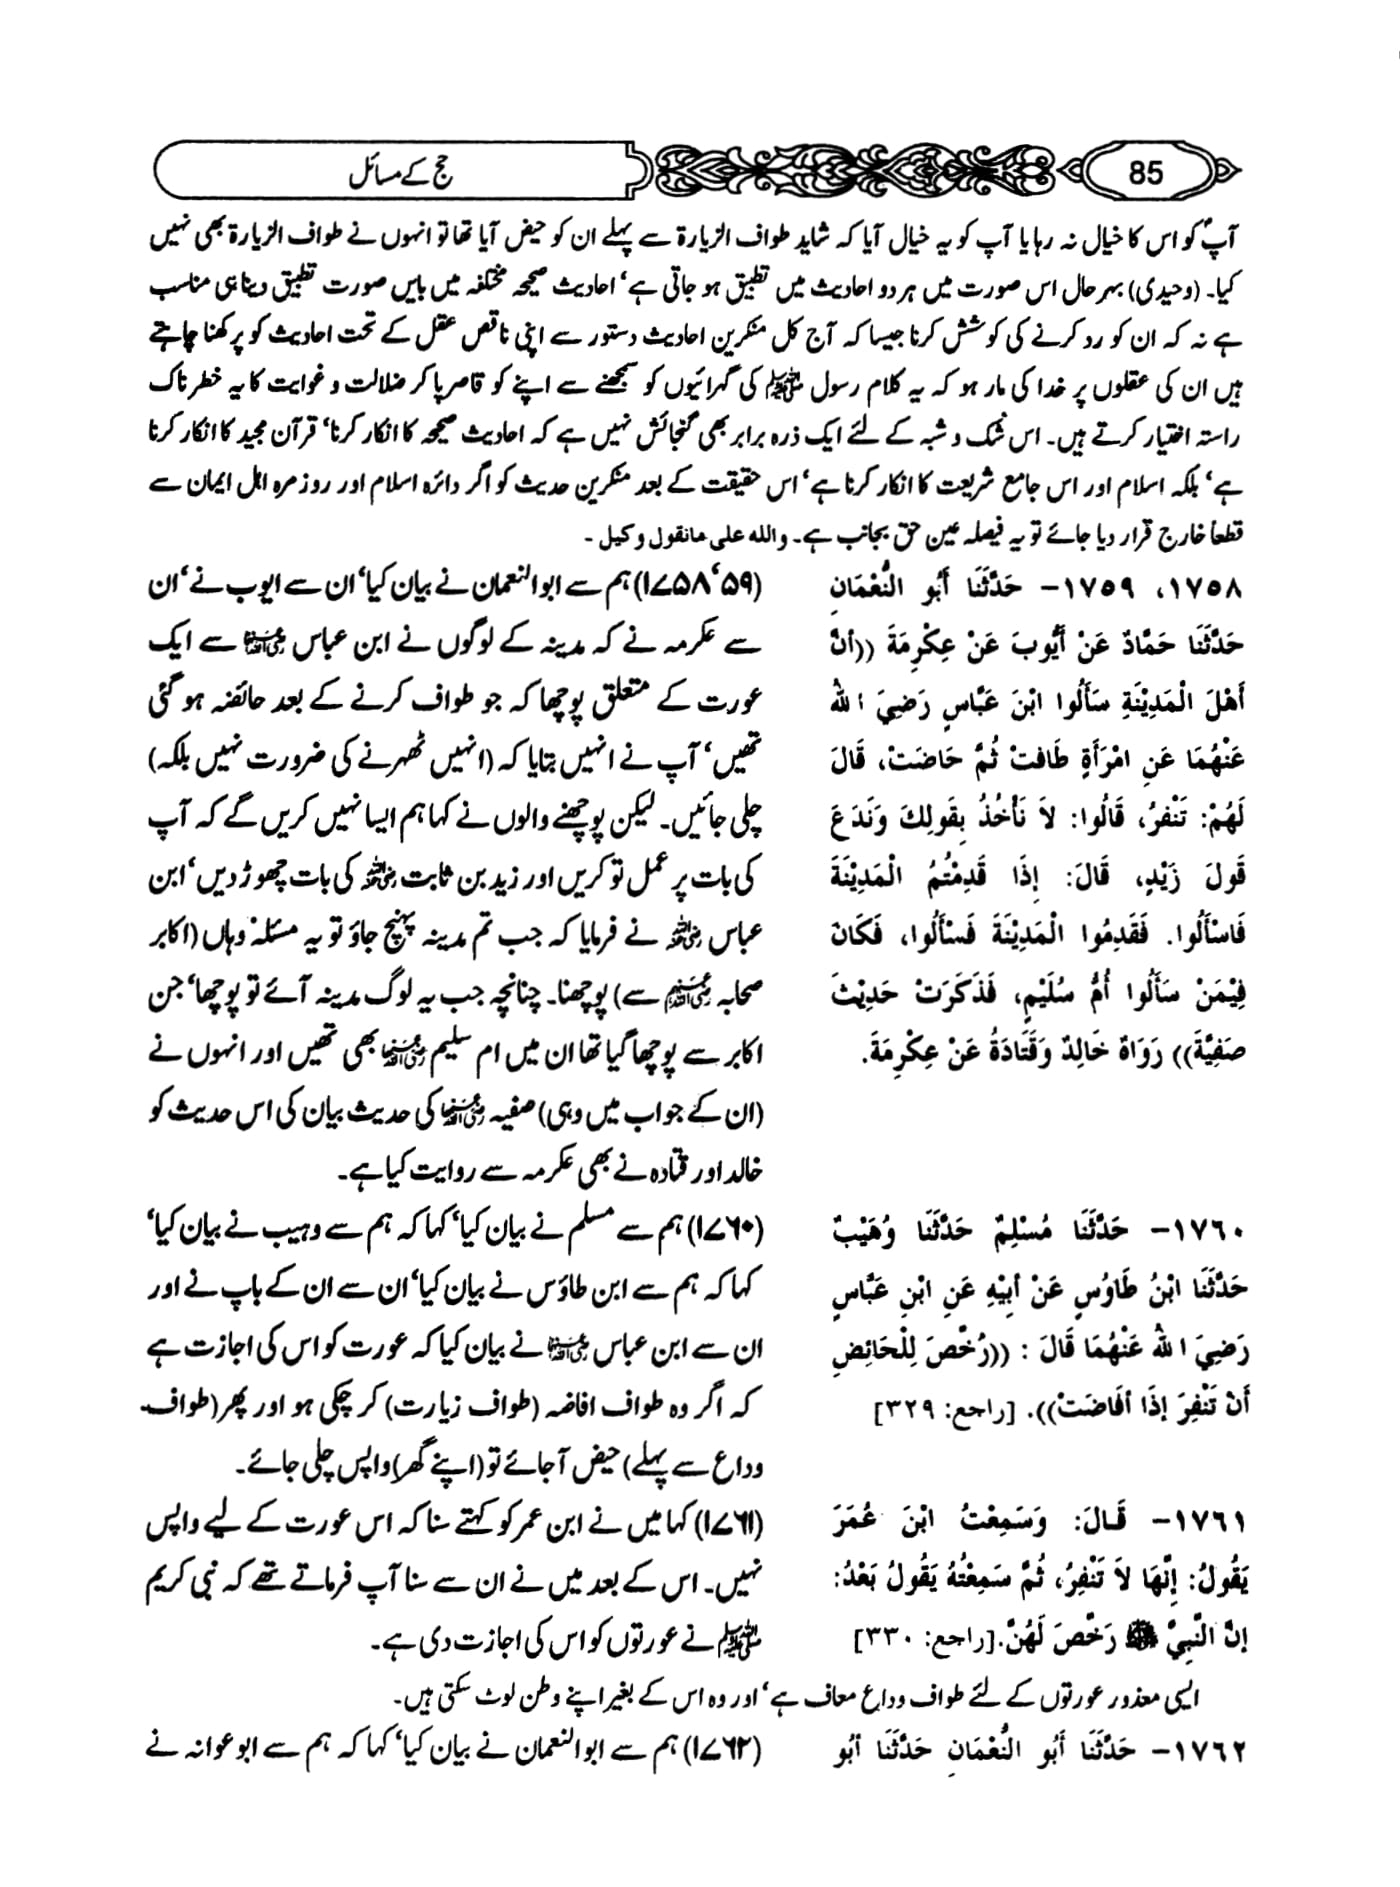 85
حج کے مسائل
آپؐ کو اس کا خیال نہ رہا یا آپ کو یہ خیال آیا کہ شاید طواف الزیارۃ سے پہلے ان کو حیض آیا تھا تو انہوں نے طواف الزیارۃ بھی نہیں
کیا۔ (وحیدی) بہر حال اس صورت میں ہر دو احادیث میں تطبیق ہو جاتی ہے‘ احادیث صحیحہ مختلفہ میں بایں صورت تطبیق دینا ہی مناسب
ہے نہ کہ ان کو رد کرنے کی کوشش کرنا جیسا کہ آج کل منکرین احادیث دستور سے اپنی ناقص عقل کے تحت احادیث کو پرکھنا چاہتے
ہیں ان کی عقلوں پر خدا کی مار ہو کہ یہ کلام رسول ﷺ کی گہرائیوں کو سمجھنے سے اپنے کو قاصر پا کر ضلالت و غوایت کا یہ خطرناک
راستہ اختیار کرتے ہیں۔ اس شک و شبہ کے لئے ایک ذرہ برابر بھی گنجائش نہیں ہے کہ احادیث صحیحہ کا انکار کرنا‘ قرآن مجید کا انکار کرنا
ہے‘ بلکہ اسلام اور اس جامع شریعت کا انکار کرنا ہے‘ اس حقیقت کے بعد منکرین حدیث کو اگر دائرہ اسلام اور روز مرہ اہل ایمان سے
قطعاً خارج قرار دیا جائے تو یہ فیصلہ عین حق بجانب ہے۔ واللہ علی مانقول وکیل ۔
١٧٥٨، ١٧٥٩- حَدَّثَنَا أَبُو النُّعْمَانِ
حَدَّثَنَا حَمَّادٌ عَنْ أَيُّوبَ عَنْ عِكْرِمَةَ ((أَنَّ
أَهْلَ الْمَدِيْنَةِ سَأَلُوا ابْنَ عَبَّاسٍ رَضِيَ اللهُ
عَنْهُمَا عَنِ امْرَأَةٍ طَافَتْ ثُمَّ حَاضَتْ، قَالَ
لَهُمْ: تَنْفِرُ، قَالُوا: لاَ نَأْخُذُ بِقَولِكَ وَنَدَعَ
قَولَ زَيْدٍ، قَالَ: إِذَا قَدِمْتُمُ الْمَدِيْنَةَ
فَاسْأَلُوا. فَقَدِمُوا الْمَدِيْنَةَ فَسْأَلُوا، فَكَانَ
فِيْمَنْ سَأَلُوا أُمُّ سُلَيْمٍ، فَذَكَرَتْ حَدِيْثَ
صَفِيَّةَ)) رَوَاهُ خَالِدٌ وَقَتَادَةُ عَنْ عِكْرِمَةَ.
(۵۹‘۱۷۵۸) ہم سے ابوالنعمان نے بیان کیا‘ ان سے ایوب نے‘ ان
سے عکرمہ نے کہ مدینہ کے لوگوں نے ابن عباس رضی اللہ عنہما سے ایک
عورت کے متعلق پوچھا کہ جو طواف کرنے کے بعد حائضہ ہو گئی
تھیں‘ آپ نے انہیں بتایا کہ (انہیں ٹھہرنے کی ضرورت نہیں بلکہ)
چلی جائیں۔ لیکن پوچھنے والوں نے کہا ہم ایسا نہیں کریں گے کہ آپ
کی بات پر عمل تو کریں اور زید بن ثابت رضی اللہ عنہ کی بات چھوڑ دیں‘ ابن
عباس رضی اللہ عنہ نے فرمایا کہ جب تم مدینہ پہنچ جاؤ تو یہ مسئلہ وہاں (اکابر
صحابہ رضی اللہ عنہم سے) پوچھنا۔ چنانچہ جب یہ لوگ مدینہ آئے تو پوچھا‘ جن
اکابر سے پوچھا گیا تھا ان میں ام سلیم رضی اللہ عنہا بھی تھیں اور انہوں نے
(ان کے جواب میں وہی) صفیہ رضی اللہ عنہا کی حدیث بیان کی اس حدیث کو
خالد اور قتادہ نے بھی عکرمہ سے روایت کیا ہے۔
١٧٦٠- حَدَّثَنَا مُسْلِمٌ حَدَّثَنَا وُهَيْبٌ
حَدَّثَنَا ابْنُ طَاوُسٍ عَنْ أَبِيْهِ عَنِ ابْنِ عَبَّاسٍ
رَضِيَ اللهُ عَنْهُمَا قَالَ : ((رُخِّصَ لِلْحَائِضِ
أَنْ تَنْفِرَ إِذَا أَفَاضَتْ)). [راجع: ٣٢٩]
(۱۷۶۰) ہم سے مسلم نے بیان کیا‘ کہا کہ ہم سے وہیب نے بیان کیا‘
کہا کہ ہم سے ابن طاؤس نے بیان کیا‘ ان سے ان کے باپ نے اور
ان سے ابن عباس رضی اللہ عنہما نے بیان کیا کہ عورت کو اس کی اجازت ہے
کہ اگر وہ طواف افاضہ (طواف زیارت) کر چکی ہو اور پھر (طواف
وداع سے پہلے) حیض آ جائے تو (اپنے گھر) واپس چلی جائے۔
١٧٦١- قَالَ: وَسَمِعْتُ ابْنَ عُمَرَ
يَقُولُ: إِنَّهَا لاَ تَنْفِرُ، ثُمَّ سَمِعْتُهُ يَقُولُ بَعْدُ:
إِنَّ النَّبِيَّ ﷺ رَخَّصَ لَهُنَّ.[راجع: ٣٣٠]
(۱۷۶۱) کہا میں نے ابن عمر کو کہتے سنا کہ اس عورت کے لیے واپس
نہیں۔ اس کے بعد میں نے ان سے سنا آپ فرماتے تھے کہ نبی کریم
ﷺ نے عورتوں کو اس کی اجازت دی ہے۔
ایسی معذور عورتوں کے لئے طواف وداع معاف ہے‘ اور وہ اس کے بغیر اپنے وطن لوٹ سکتی ہیں۔
١٧٦٢- حَدَّثَنَا أَبُو النُّعْمَانِ حَدَّثَنَا أَبُو
(۱۷۶۲) ہم سے ابوالنعمان نے بیان کیا‘ کہا کہ ہم سے ابو عوانہ نے